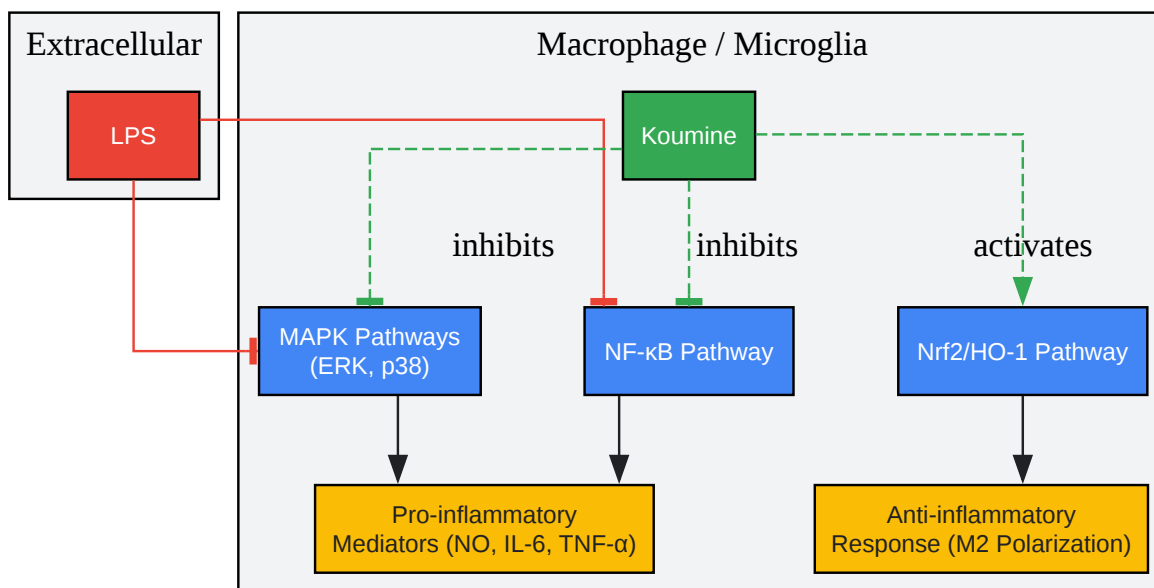 Extracellular
Macrophage / Microglia
LPS
Koumine
inhibits
inhibits
activates
MAPK Pathways
(ERK, p38)
NF-κB Pathway
Nrf2/HO-1 Pathway
Pro-inflammatory
Mediators (NO, IL-6, TNF-α)
Anti-inflammatory
Response (M2 Polarization)